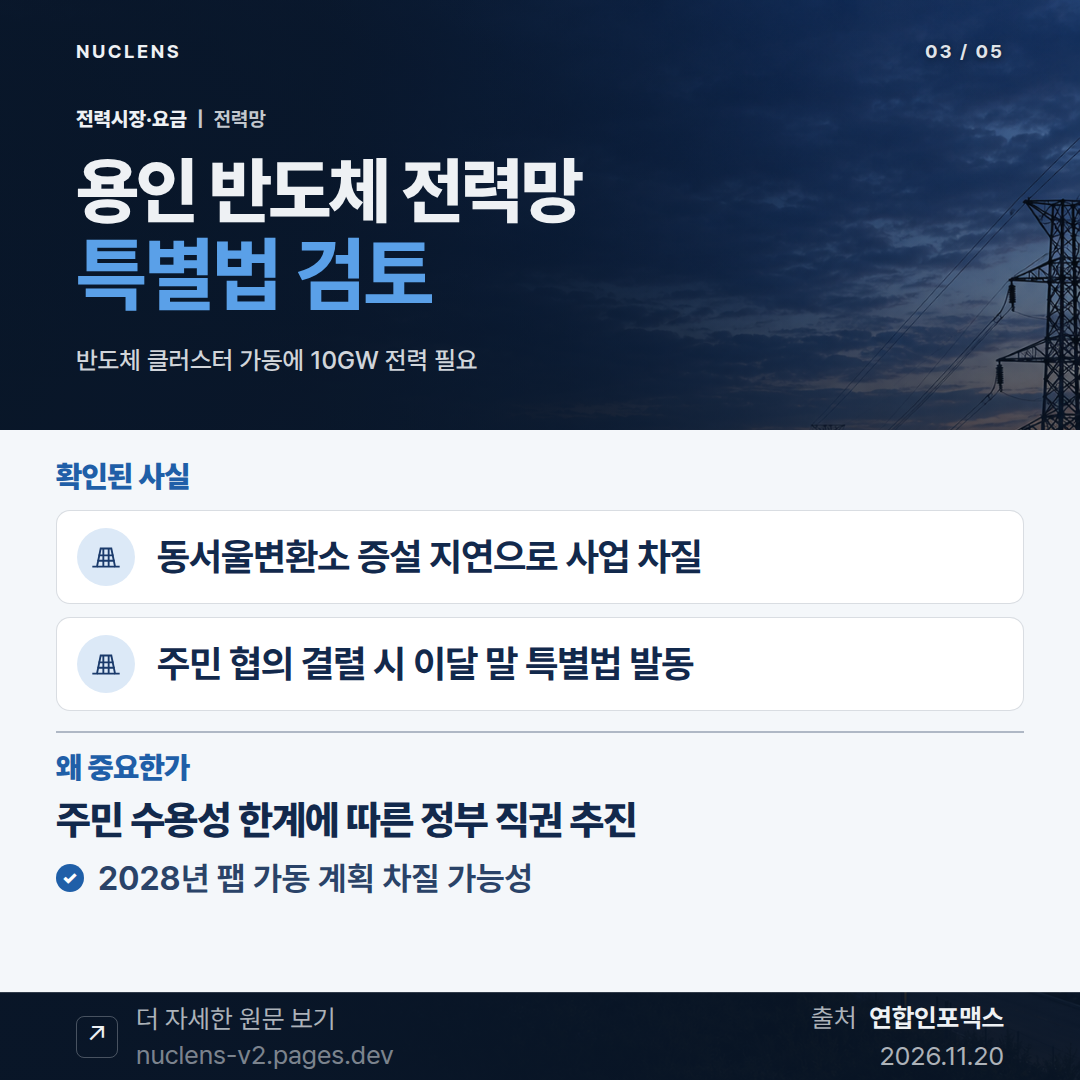 NUCLENS
03 / 05
전력시장·요금 | 전력망
용인 반도체 전력망
특별법 검토
반도체 클러스터 가동에 10GW 전력 필요
확인된 사실
동서울변환소 증설 지연으로 사업 차질
주민 협의 결렬 시 이달 말 특별법 발동
왜 중요한가
주민 수용성 한계에 따른 정부 직권 추진
2028년 팹 가동 계획 차질 가능성
더 자세한 원문 보기
nuclens-v2.pages.dev
출처 연합인포맥스
2026.11.20